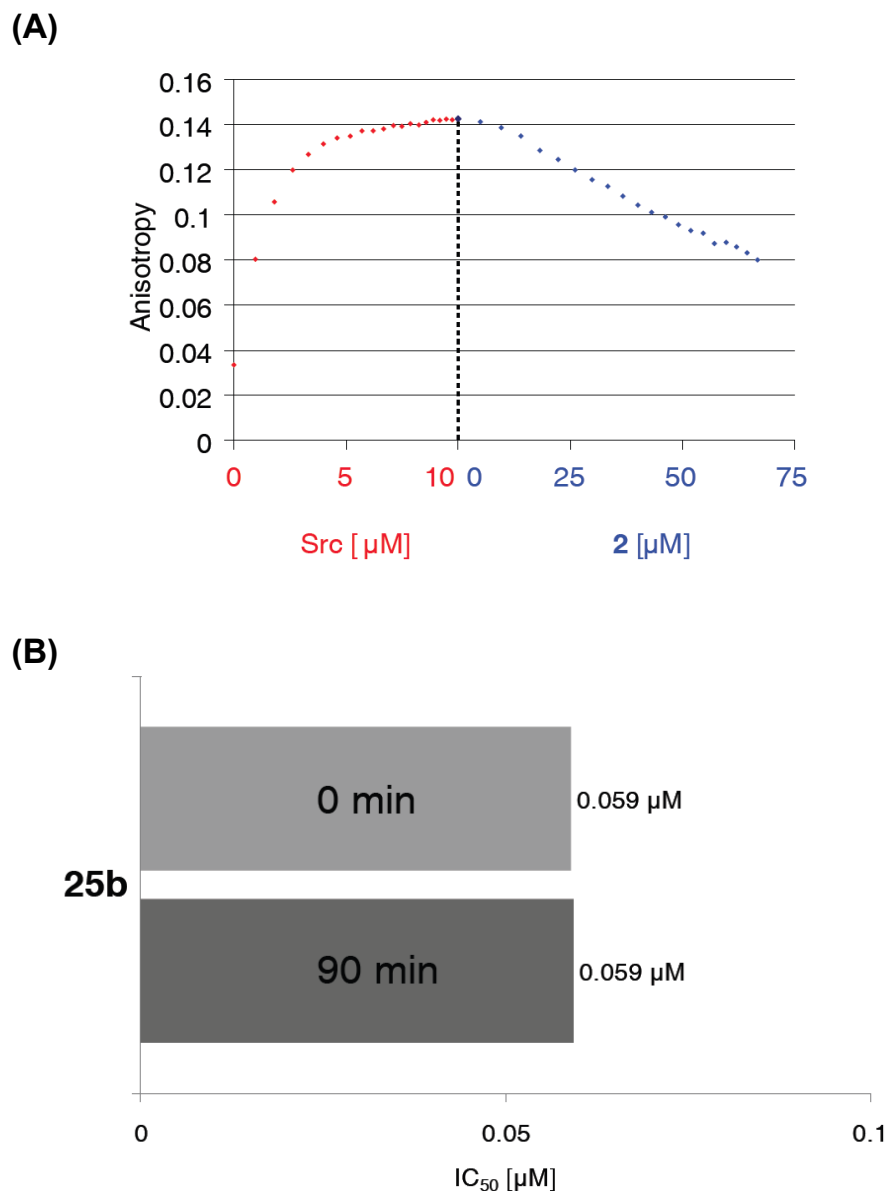 (A)
0.16
0.14
0.12
0.1
0.08
0.06
0.04
0.02
0
Anisotropy
0 5 10 0 25 50 75
Src [ µM] 2 [µM]
(B)
0 min 0.059 µM
25b
90 min 0.059 µM
0 0.05 0.1
IC50 [µM]